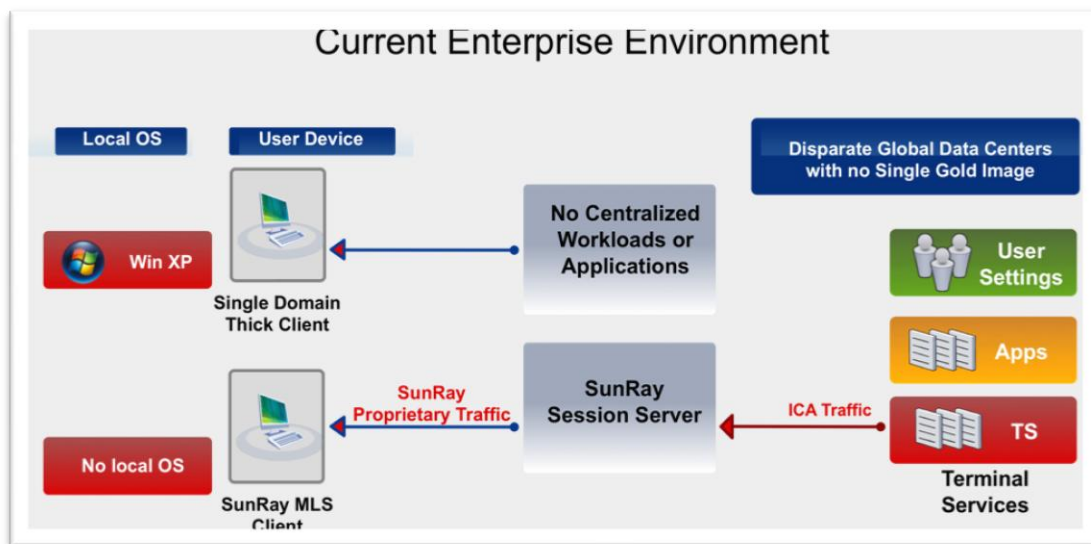 Current Enterprise Environment
Local OS
User Device
Disparate Global Data Centers
with no Single Gold Image
Win XP
Single Domain
Thick Client
No Centralized
Workloads or
Applications
User
Settings
Apps
No local OS
SunRay MLS
Client
SunRay
Proprietary Traffic
SunRay
Session Server
ICA Traffic
TS
Terminal
Services